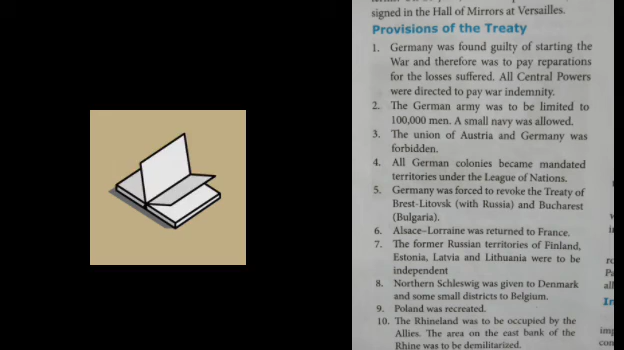 signed in the Hall of Mirrors at Versailles.
Provisions of the Treaty
1. Germany was found guilty of starting the
War and therefore was to pay reparations
for the losses suffered. All Central Powers
were directed to pay war indemnity.
2. The German army was to be limited to
100,000 men. A small navy was allowed.
3. The union of Austria and Germany was
forbidden.
4. All German colonies became mandated
territories under the League of Nations.
5. Germany was forced to revoke the Treaty of
Brest-Litovsk (with Russia) and Bucharest
(Bulgaria).
6. Alsace–Lorraine was returned to France.
7. The former Russian territories of Finland,
Estonia, Latvia and Lithuania were to be
independent
8. Northern Schleswig was given to Denmark
and some small districts to Belgium.
9. Poland was recreated.
10. The Rhineland was to be occupied by the
Allies. The area on the east bank of the
Rhine was to be demilitarized.